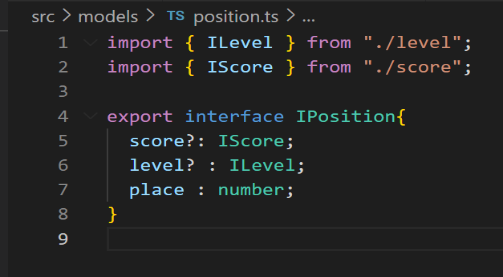 src > models > TS position.ts > ...
1 import { ILevel } from "./level";
2 import { IScore } from "./score";
3
4 export interface IPosition{
5 score?: IScore;
6 level? : ILevel;
7 place : number;
8 }
9